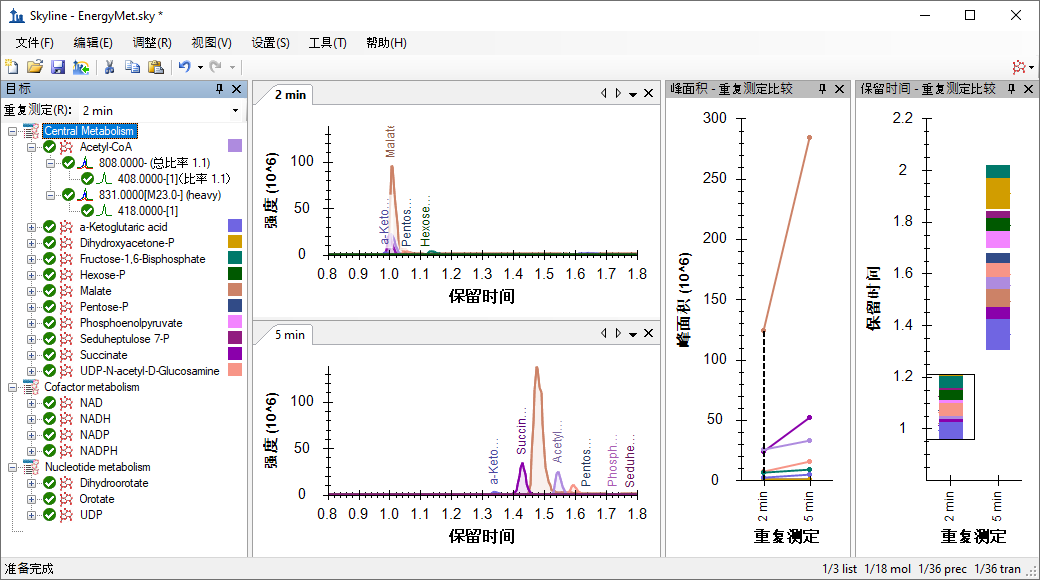 Skyline - EnergyMet.sky *
文件(F) 编辑(E) 调整(R) 视图(V) 设置(S) 工具(T) 帮助(H)
目标
重复测定(R): 2 min
Central Metabolism
Acetyl-CoA
808.0000- (总比率 1.1)
408.0000-[1](比率 1.1)
831.0000[M23.0-] (heavy)
418.0000-[1]
a-Ketoglutaric acid
Dihydroxyacetone-P
Fructose-1,6-Bisphosphate
Hexose-P
Malate
Pentose-P
Phosphoenolpyruvate
Seduheptulose 7-P
Succinate
UDP-N-acetyl-D-Glucosamine
Cofactor metabolism
NAD
NADH
NADP
NADPH
Nucleotide metabolism
Dihydroorotate
Orotate
UDP
2 min
强度 (10^6)
100
50
0
Malate
a-Keto...
Pentos...
Hexose...
0.8 0.9 1.0 1.1 1.2 1.3 1.4 1.5 1.6 1.7 1.8
保留时间
5 min
强度 (10^6)
100
50
0
a-Keto...
Succin...
Acetyl...
Pentos...
Phosph...
Seduhe...
0.8 0.9 1.0 1.1 1.2 1.3 1.4 1.5 1.6 1.7 1.8
保留时间
峰面积 - 重复测定比较
峰面积 (10^6)
300
250
200
150
100
50
0
2 min
5 min
重复测定
保留时间 - 重复测定比较
保留时间
2.2
2
1.8
1.6
1.4
1.2
1
2 min
5 min
重复测定
准备完成
1/3 list 1/18 mol 1/36 prec 1/36 tran